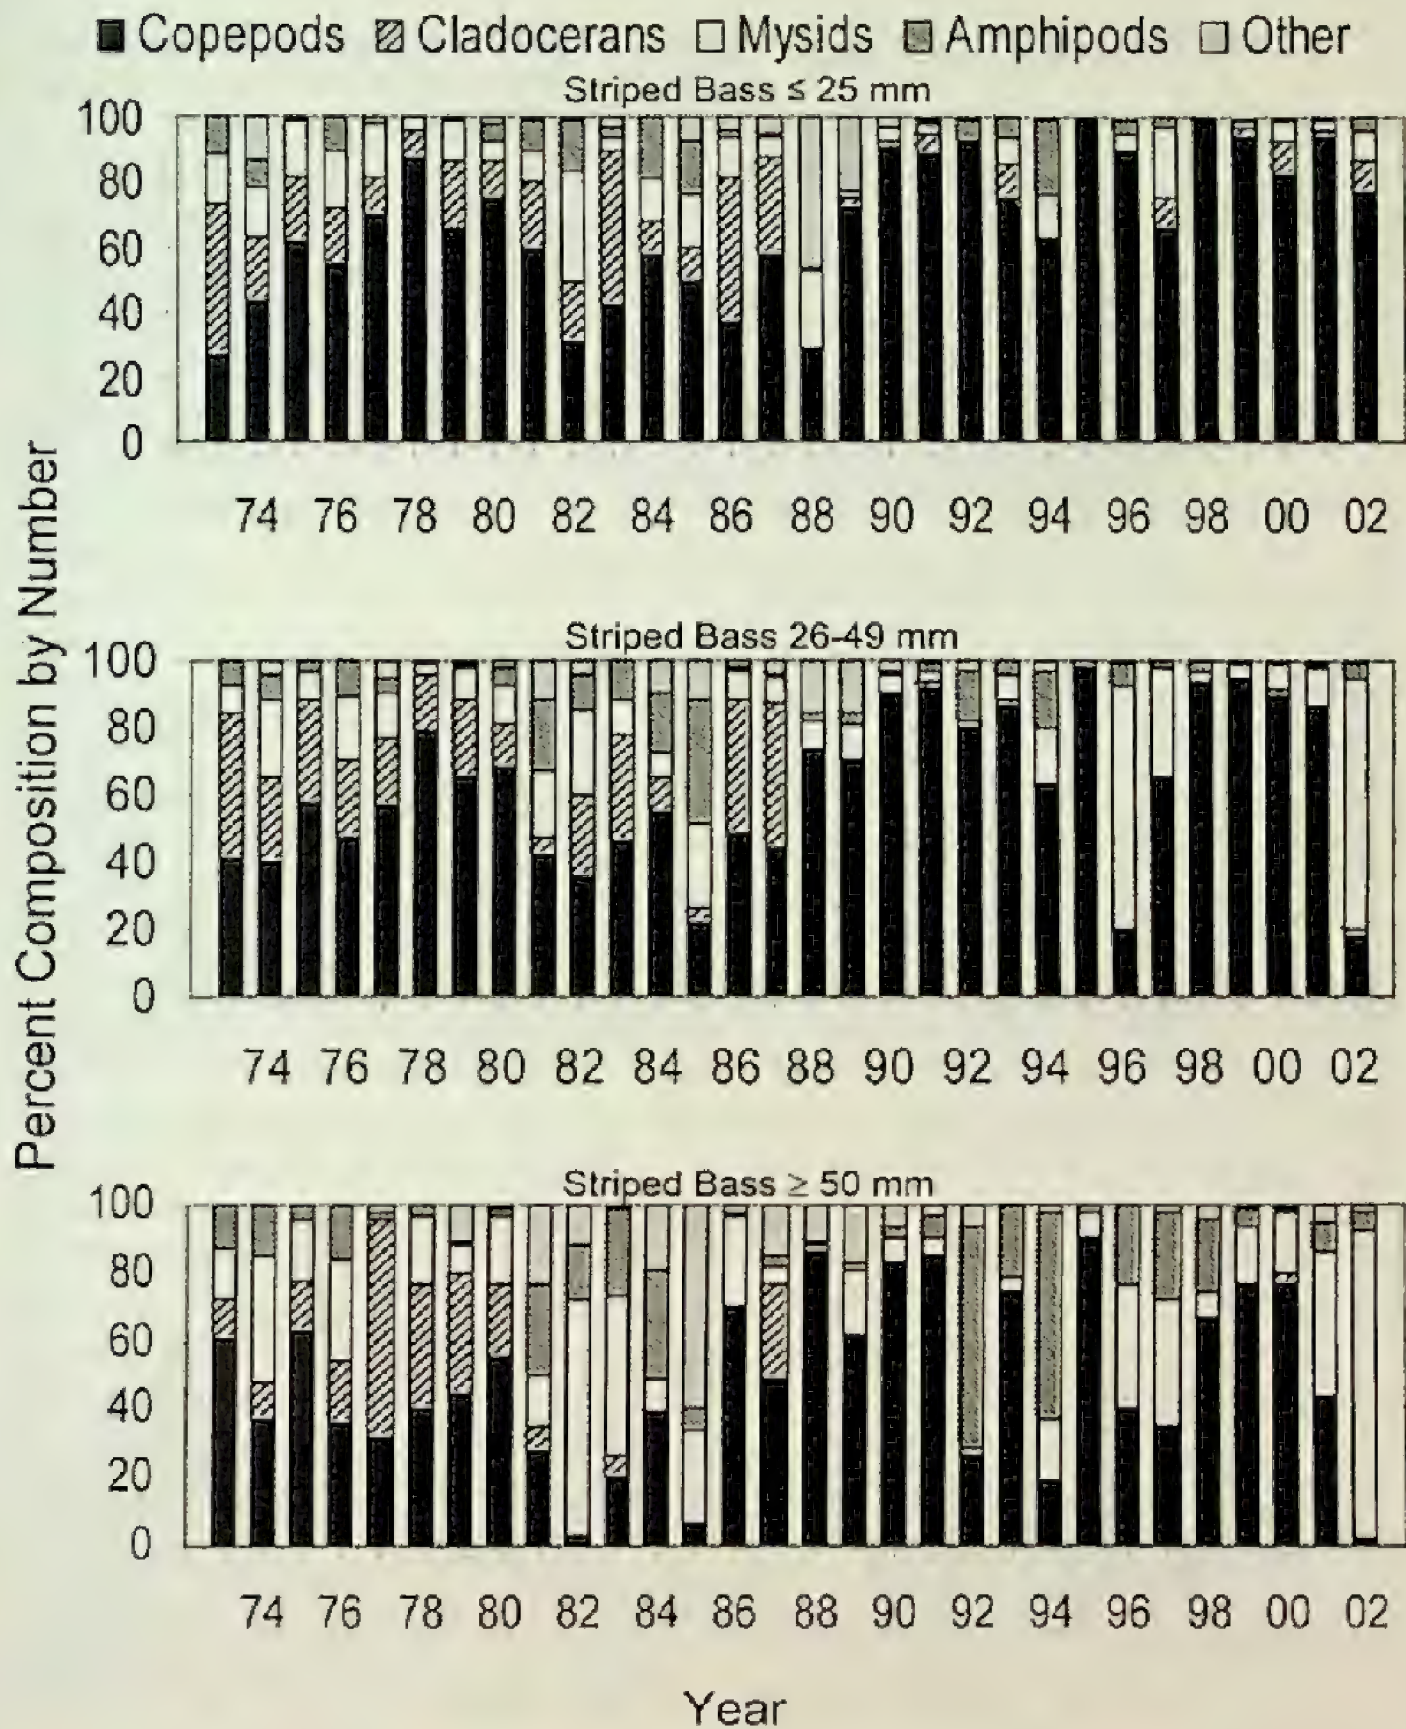 Copepods Cladocerans Mysids Amphipods Other
Striped Bass ≤ 25 mm
100
80
60
40
20
0
74 76 78 80 82 84 86 88 90 92 94 96 98 00 02
Percent Composition by Number
Striped Bass 26-49 mm
100
80
60
40
20
0
74 76 78 80 82 84 86 88 90 92 94 96 98 00 02
Striped Bass ≥ 50 mm
100
80
60
40
20
0
74 76 78 80 82 84 86 88 90 92 94 96 98 00 02
Year